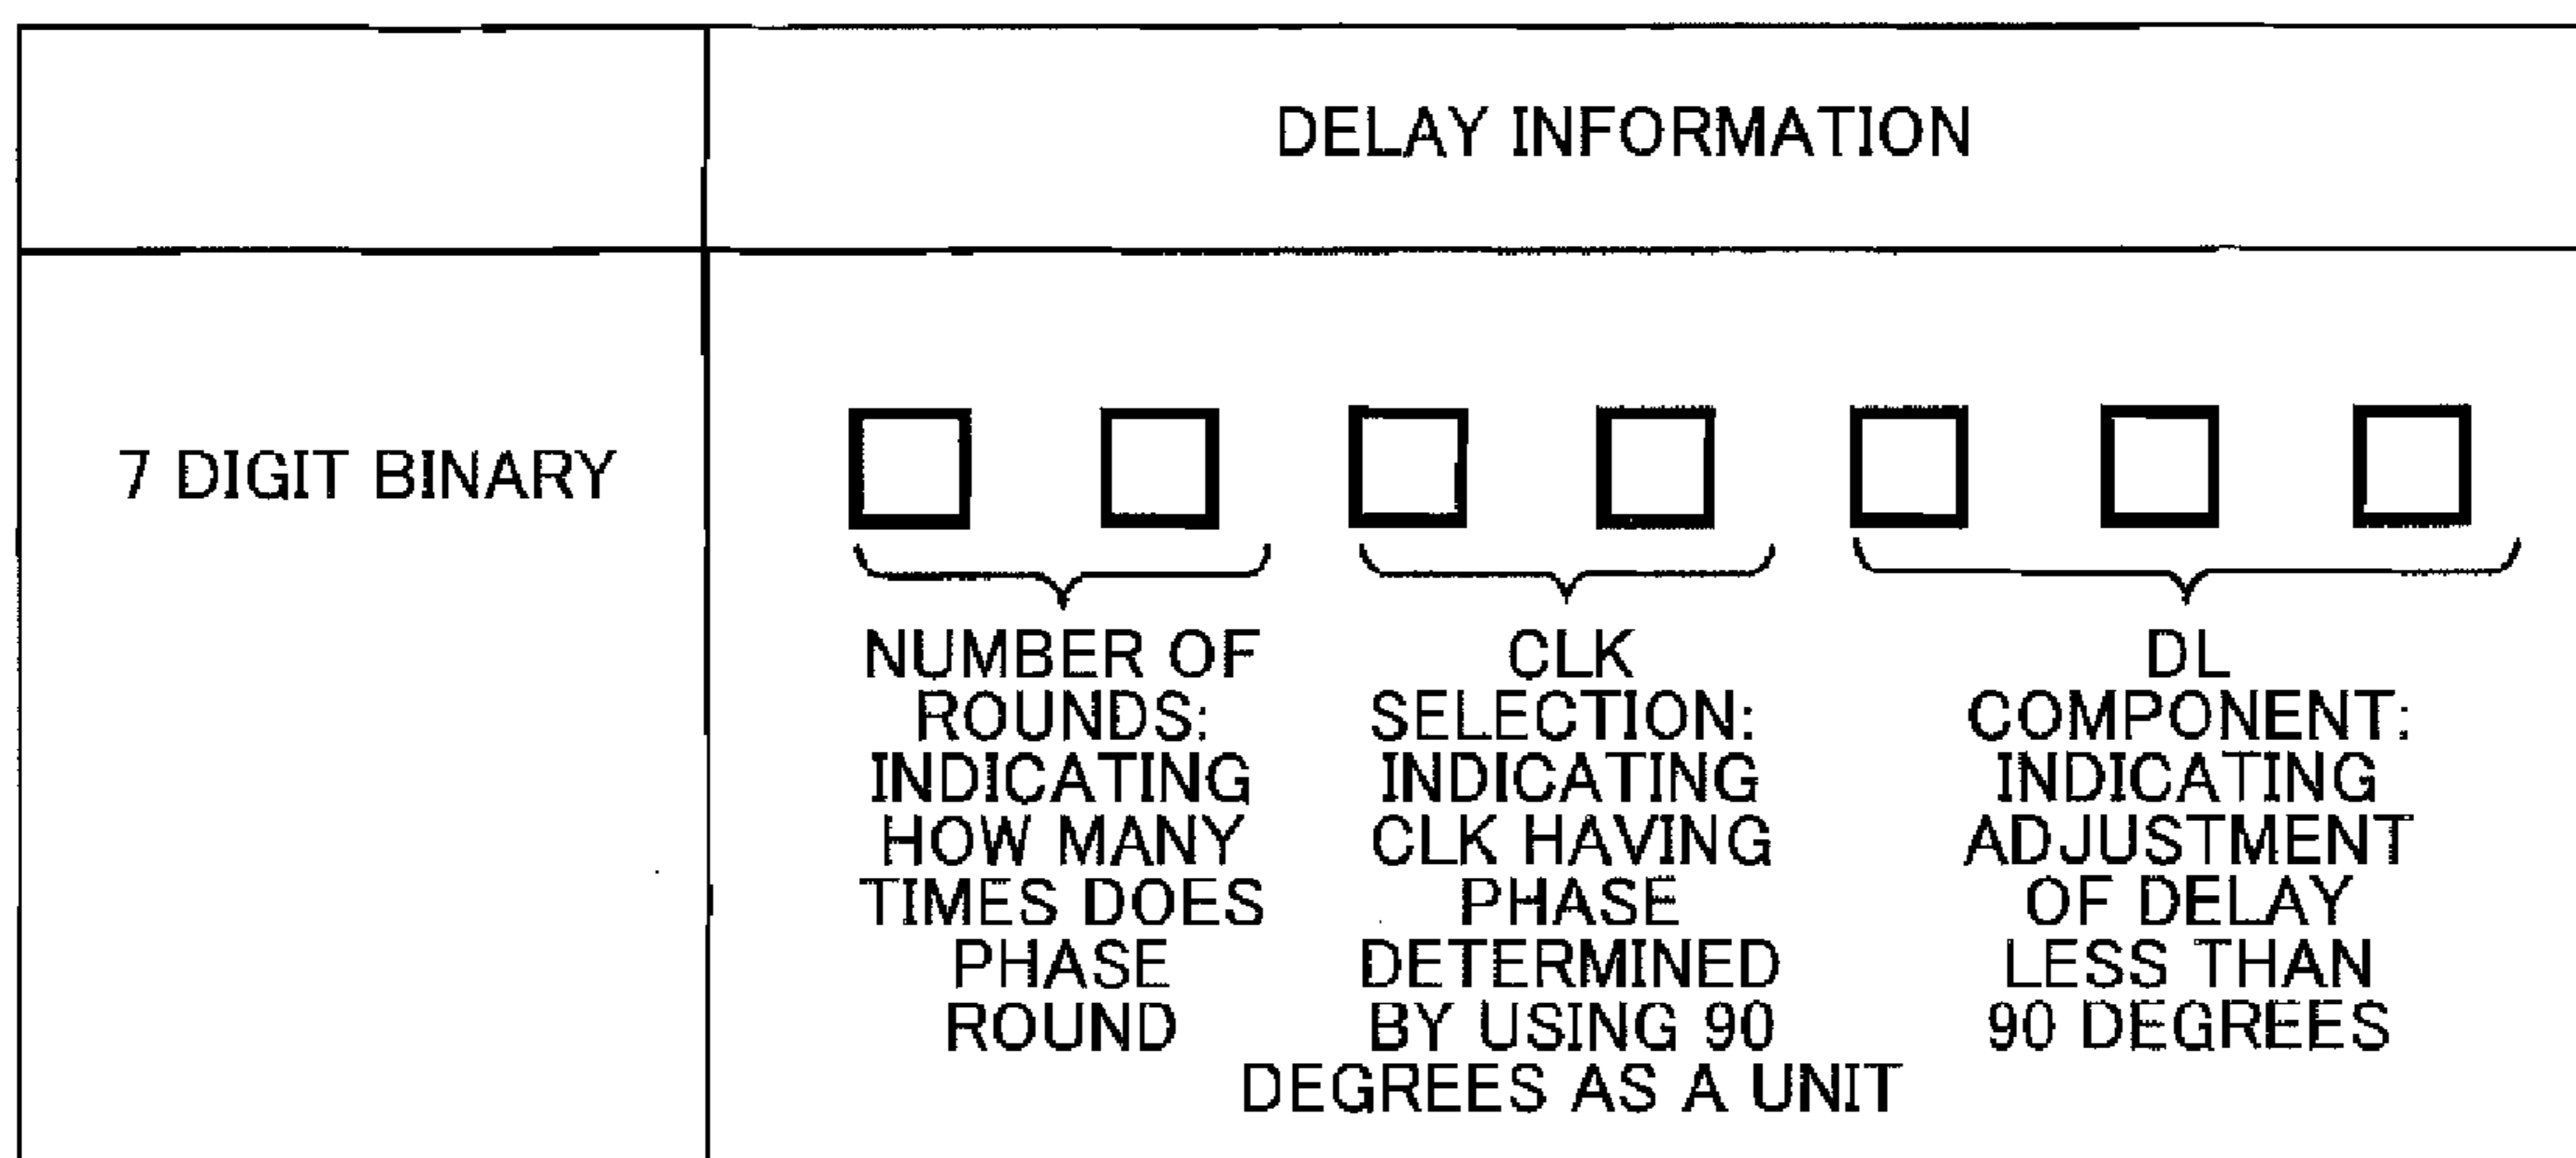 DELAY INFORMATION
7 DIGIT BINARY
NUMBER OF
ROUNDS:
INDICATING
HOW MANY
TIMES DOES
PHASE
ROUND
CLK
SELECTION:
INDICATING
CLK HAVING
PHASE
DETERMINED
BY USING 90
DEGREES AS A UNIT
DL
COMPONENT:
INDICATING
ADJUSTMENT
OF DELAY
LESS THAN
90 DEGREES